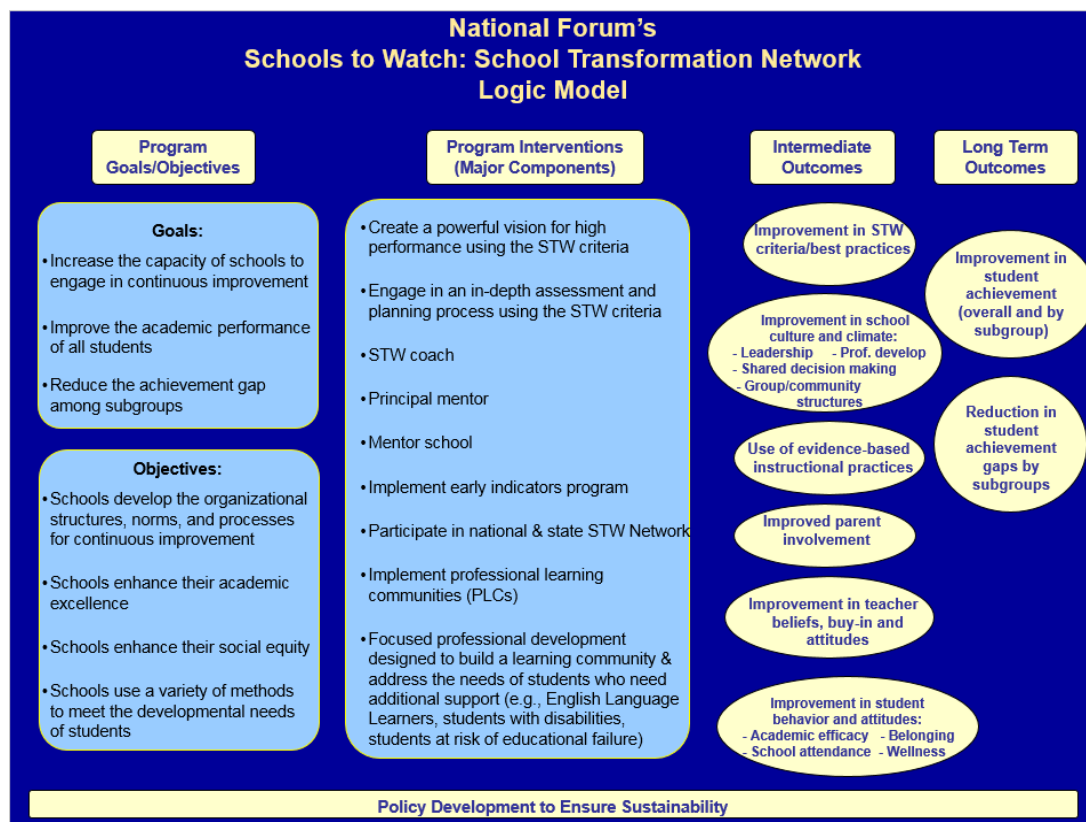 National Forum's
Schools to Watch: School Transformation Network
Logic Model
Program
Goals/Objectives
Goals:
•Increase the capacity of schools to
engage in continuous improvement
•Improve the academic performance
of all students
•Reduce the achievement gap
among subgroups
Objectives:
•Schools develop the organizational
structures, norms, and processes
for continuous improvement
•Schools enhance their academic
excellence
•Schools enhance their social equity
•Schools use a variety of methods
to meet the developmental needs
of students
Program Interventions
(Major Components)
•Create a powerful vision for high
performance using the STW criteria
•Engage in an in-depth assessment and
planning process using the STW criteria
•STW coach
•Principal mentor
•Mentor school
•Implement early indicators program
•Participate in national & state STW Network
•Implement professional learning
communities (PLCs)
•Focused professional development
designed to build a learning community &
address the needs of students who need
additional support (e.g., English Language
Learners, students with disabilities,
students at risk of educational failure)
Intermediate
Outcomes
Improvement in STW
criteria/best practices
Improvement in school
culture and climate:
- Leadership - Prof. develop
- Shared decision making
- Group/community
structures
Use of evidence-based
instructional practices
Improved parent
involvement
Improvement in teacher
beliefs, buy-in and
attitudes
Improvement in student
behavior and attitudes:
- Academic efficacy - Belonging
- School attendance - Wellness
Long Term
Outcomes
Improvement in
student
achievement
(overall and by
subgroup)
Reduction in
student
achievement
gaps by
subgroups
Policy Development to Ensure Sustainability